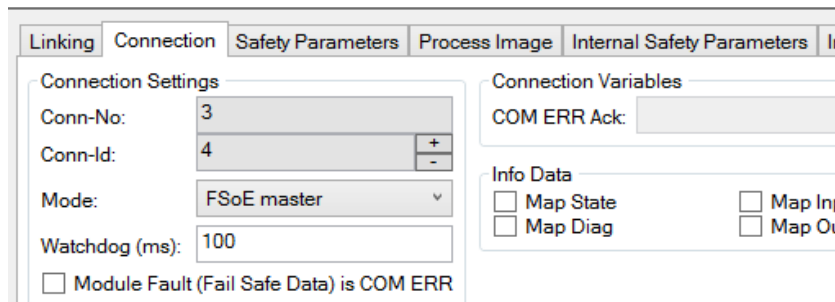 Linking Connection Safety Parameters Process Image Internal Safety Parameters
Connection Settings
Conn-No: 3
Conn-Id: 4 + -
Mode: FSoE master
Watchdog (ms): 100
Module Fault (Fail Safe Data) is COM ERR
Connection Variables
COM ERR Ack:
Info Data
Map State Map
Map Diag Map